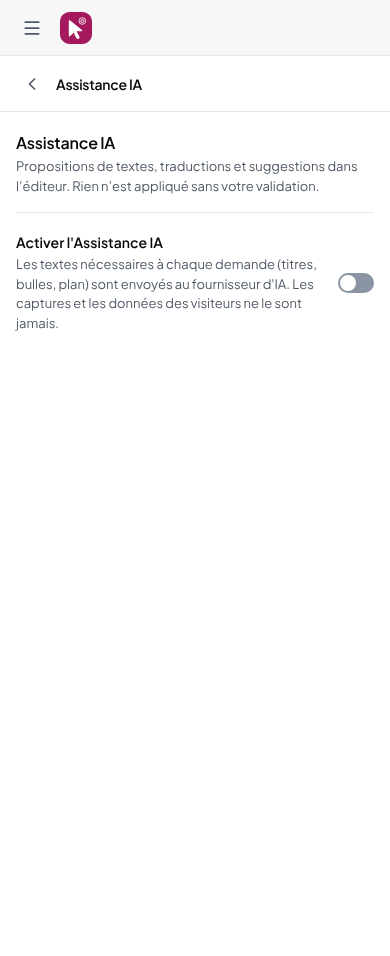 Assistance IA
Assistance IA
Propositions de textes, traductions et suggestions dans
l'éditeur. Rien n'est appliqué sans votre validation.
Activer l'Assistance IA
Les textes nécessaires à chaque demande (titres,
bulles, plan) sont envoyés au fournisseur d'IA. Les
captures et les données des visiteurs ne le sont
jamais.